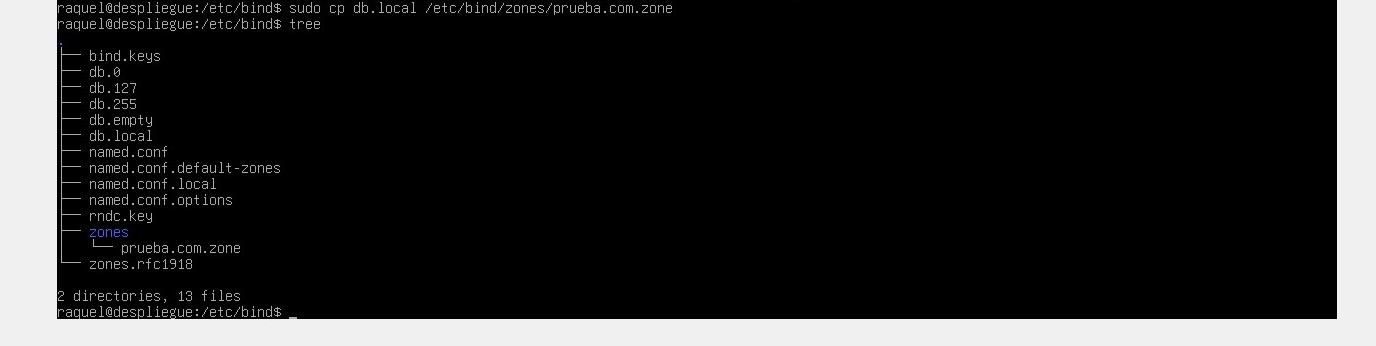 raquel@despliegue:/etc/bind$ sudo cp db.local /etc/bind/zones/prueba.com.zone
raquel@despliegue:/etc/bind$ tree
.
├── bind.keys
├── db.0
├── db.127
├── db.255
├── db.empty
├── db.local
├── named.conf
├── named.conf.default-zones
├── named.conf.local
├── named.conf.options
├── rndc.key
├── zones
│   └── prueba.com.zone
└── zones.rfc1918
2 directories, 13 files
raquel@despliegue:/etc/bind$ _